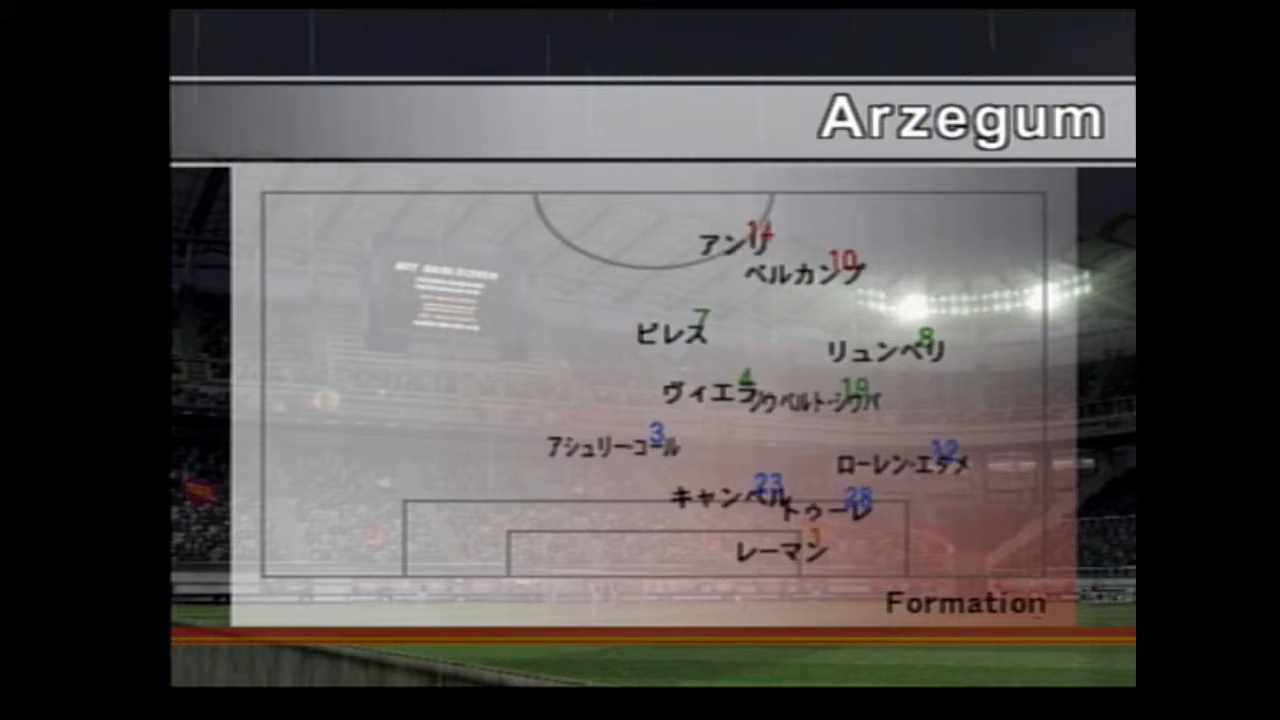 Arzegum
14
アンリ
10
ベルカンプ
7
ピレス
8
リュンベリ
4
ヴィエラ
19
ジウベルト・シウバ
3
アシュリー・コール
12
ローレン・エタメ
23
キャンベル
28
トゥーレ
1
レーマン
Formation